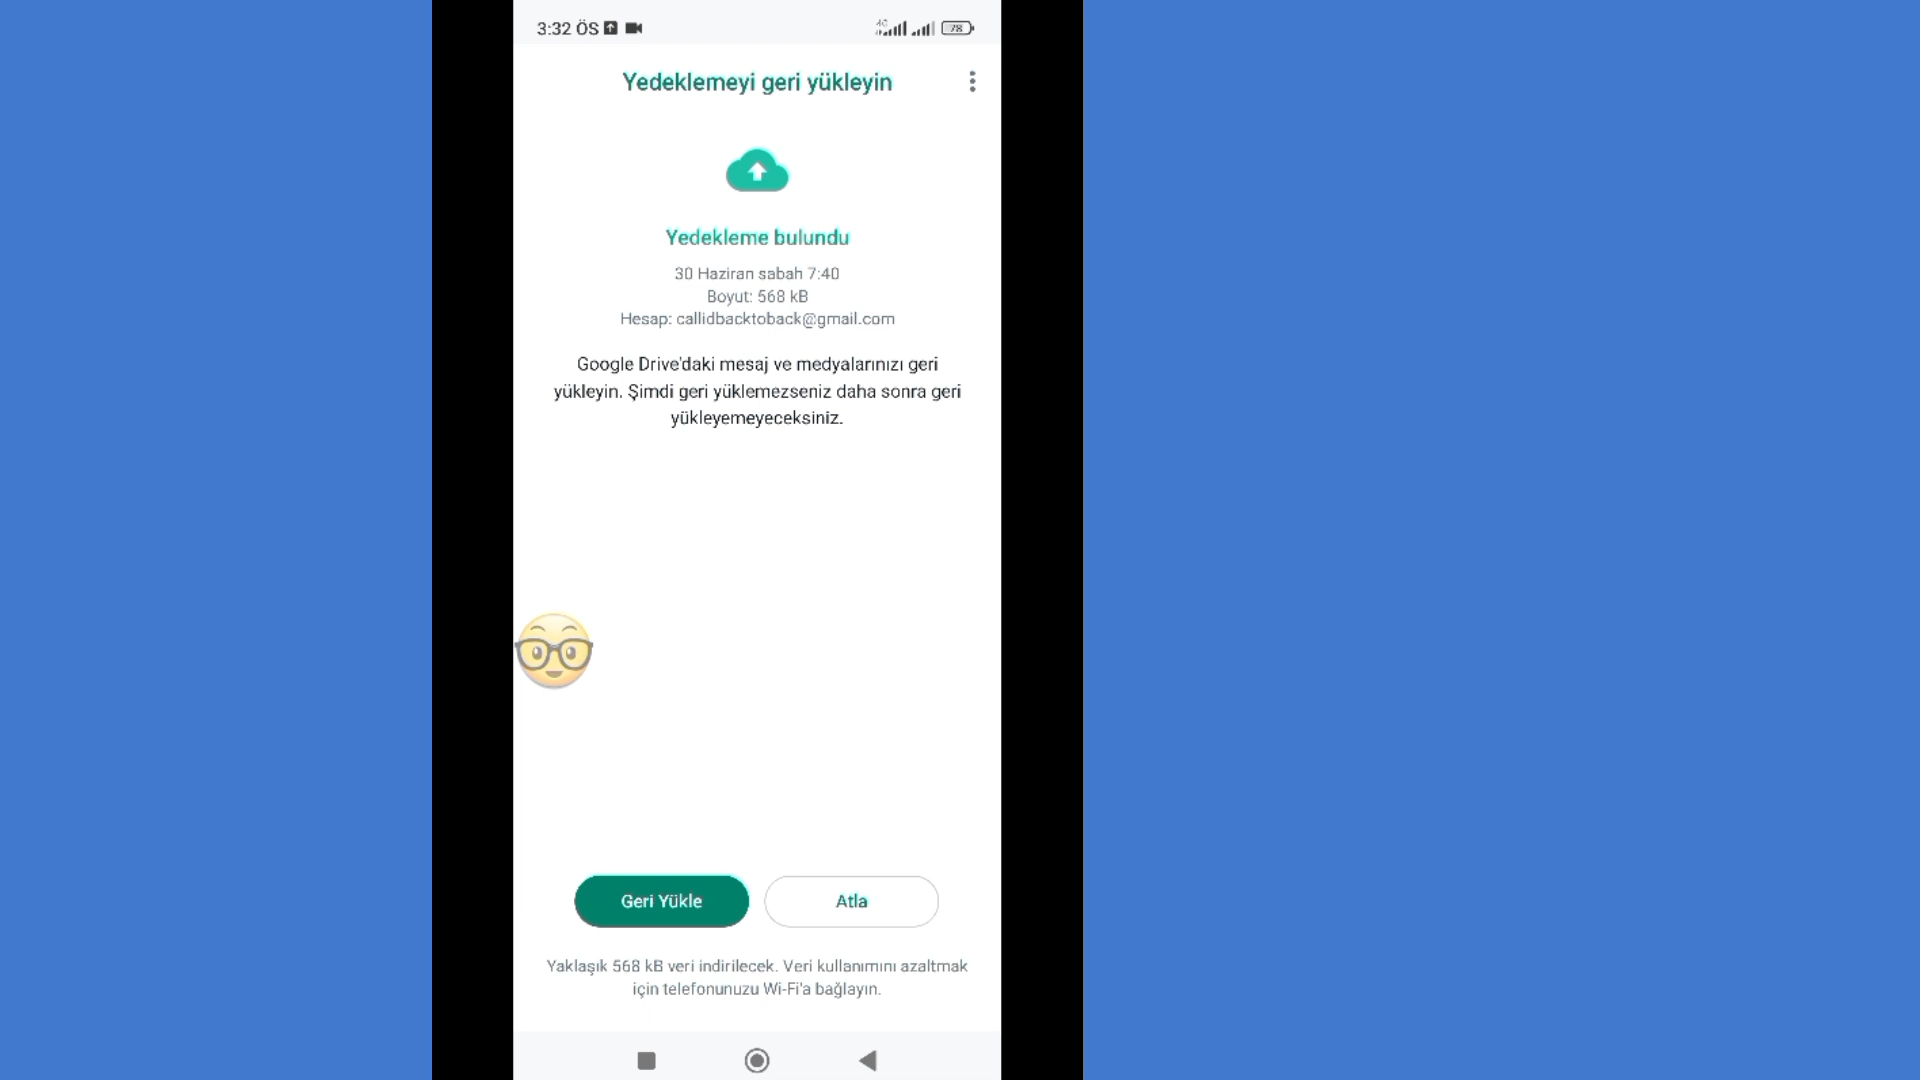 3:32 ÖS
4G
78
Yedeklemeyi geri yükleyin
Yedekleme bulundu
30 Haziran sabah 7:40
Boyut: 568 kB
Hesap: callidbacktoback@gmail.com
Google Drive'daki mesaj ve medyalarınızı geri
yükleyin. Şimdi geri yüklemezseniz daha sonra geri
yükleyemeyeceksiniz.
Geri Yükle
Atla
Yaklaşık 568 kB veri indirilecek. Veri kullanımını azaltmak
için telefonunuzu Wi-Fi'a bağlayın.